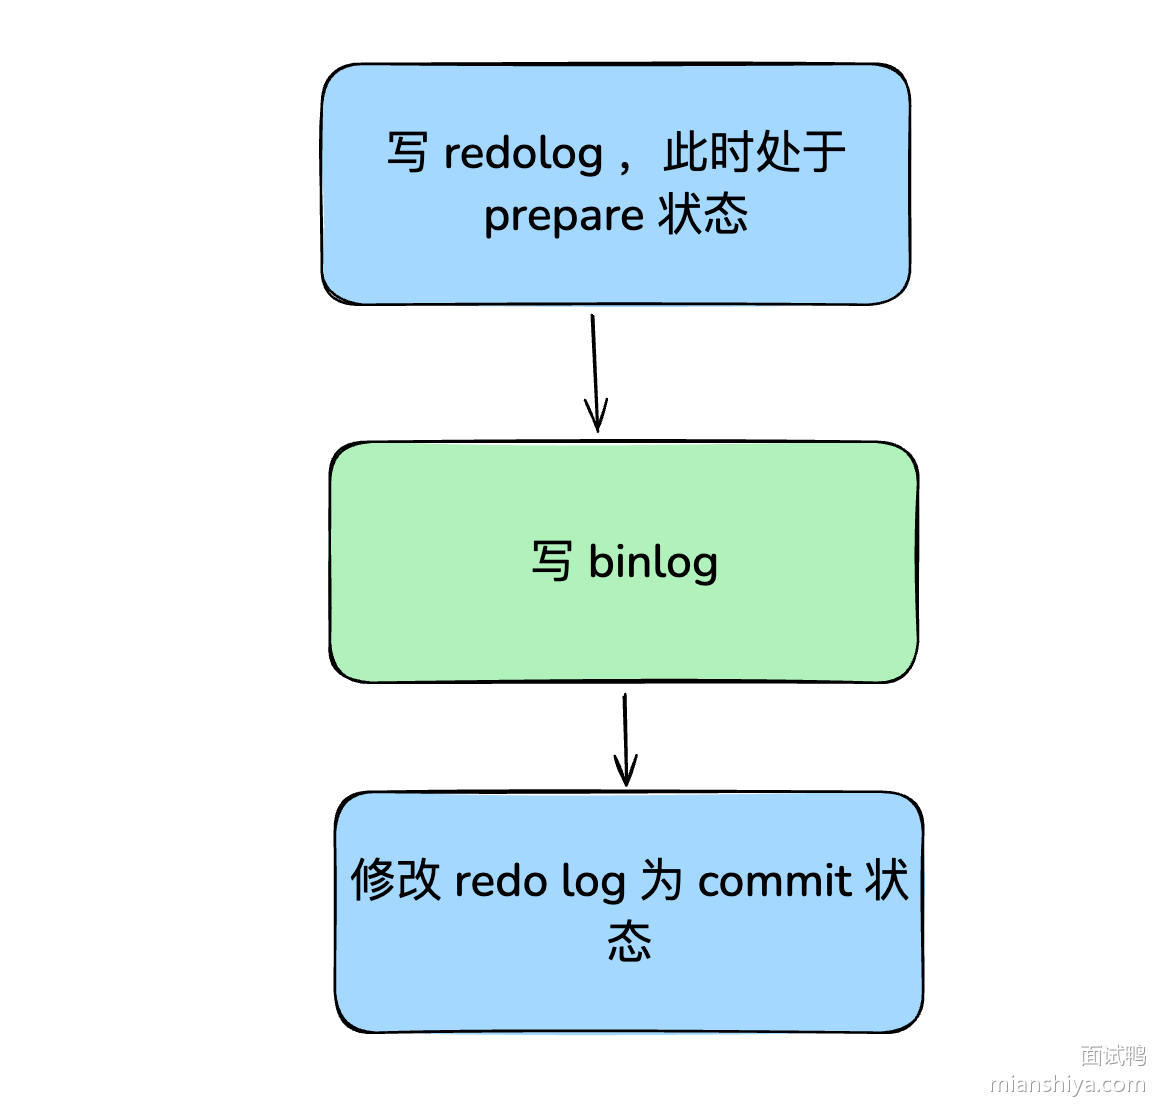 写 redolog ，此时处于
prepare 状态
写 binlog
修改 redo log 为 commit 状
态
面试鸭
mianshiya.com